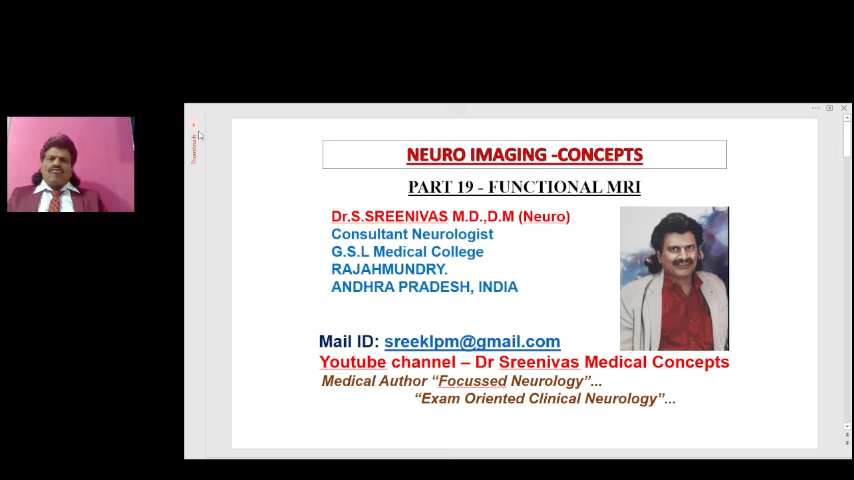 Thumbnails
NEURO IMAGING -CONCEPTS
PART 19 - FUNCTIONAL MRI
Dr.S.SREENIVAS M.D.,D.M (Neuro)
Consultant Neurologist
G.S.L Medical College
RAJAHMUNDRY.
ANDHRA PRADESH, INDIA
Mail ID: sreeklpm@gmail.com
Youtube channel – Dr Sreenivas Medical Concepts
Medical Author “Focussed Neurology”...
“Exam Oriented Clinical Neurology”...